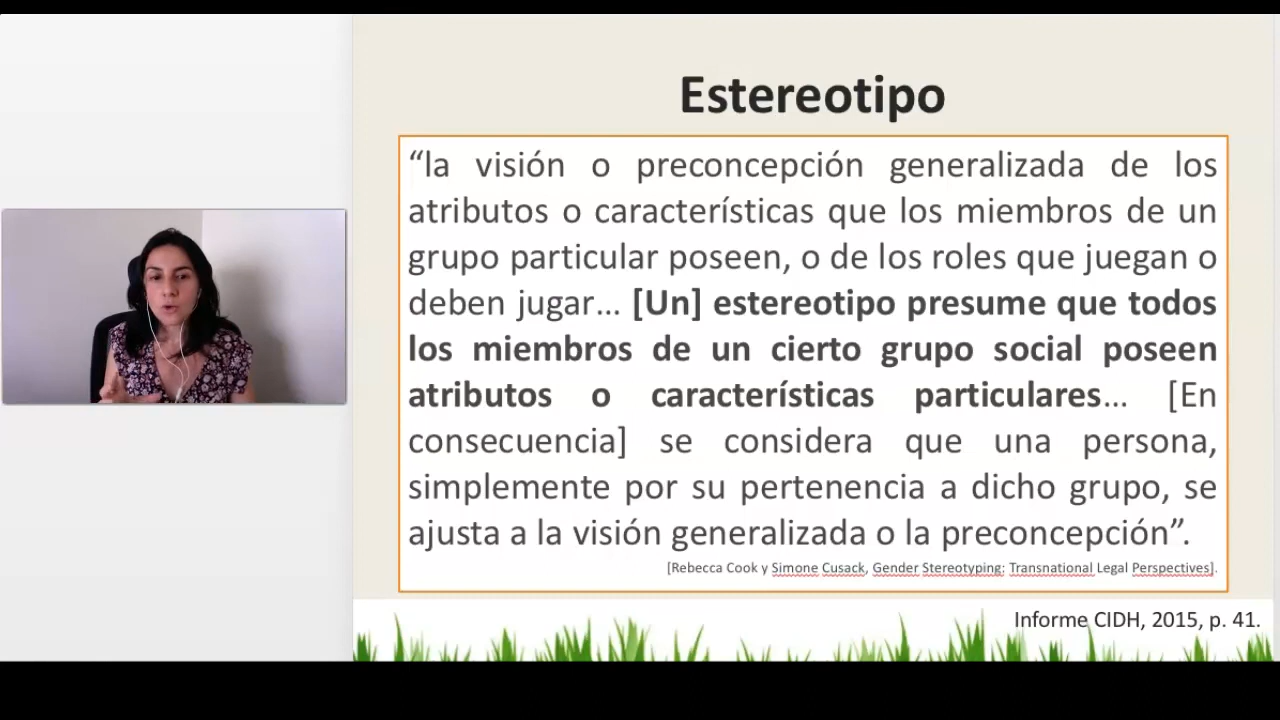 Estereotipo
“la visión o preconcepción generalizada de los
atributos o características que los miembros de un
grupo particular poseen, o de los roles que juegan o
deben jugar… [Un] estereotipo presume que todos
los miembros de un cierto grupo social poseen
atributos o características particulares… [En
consecuencia] se considera que una persona,
simplemente por su pertenencia a dicho grupo, se
ajusta a la visión generalizada o la preconcepción”.
[Rebecca Cook y Simone Cusack, Gender Stereotyping: Transnational Legal Perspectives].
Informe CIDH, 2015, p. 41.